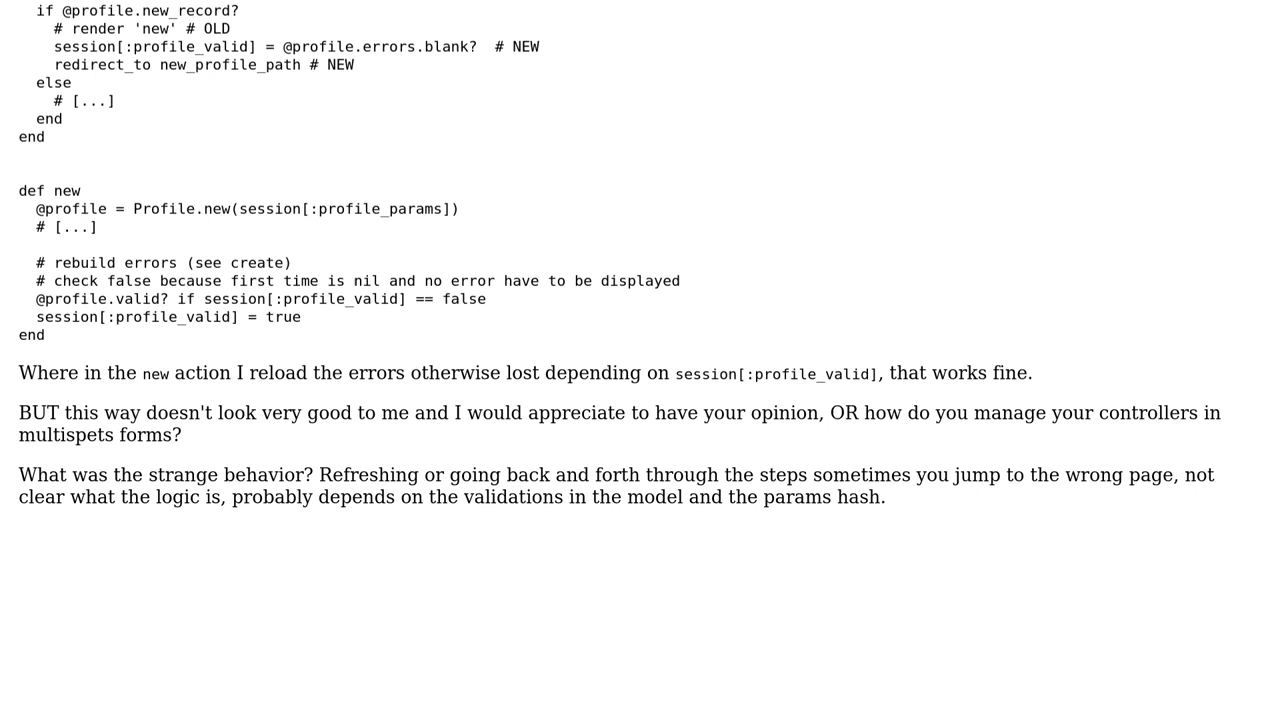 if @profile.new_record?
# render 'new' # OLD
session[:profile_valid] = @profile.errors.blank?  # NEW
redirect_to new_profile_path # NEW
else
# [...]
end
end
def new
@profile = Profile.new(session[:profile_params])
# [...]
# rebuild errors (see create)
# check false because first time is nil and no error have to be displayed
@profile.valid? if session[:profile_valid] == false
session[:profile_valid] = true
end
Where in the new action I reload the errors otherwise lost depending on session[:profile_valid], that works fine.
BUT this way doesn't look very good to me and I would appreciate to have your opinion, OR how do you manage your controllers in
multispets forms?
What was the strange behavior? Refreshing or going back and forth through the steps sometimes you jump to the wrong page, not
clear what the logic is, probably depends on the validations in the model and the params hash.